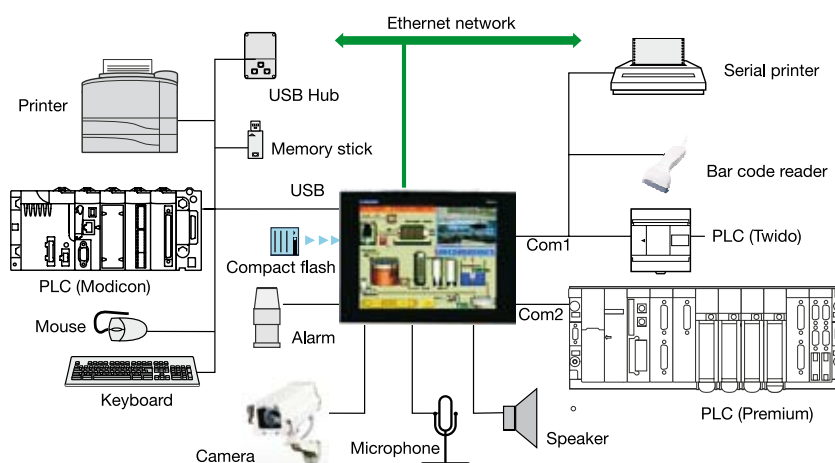 Ethernet network
Printer
USB Hub
Serial printer
Memory stick
Bar code reader
USB
Com1
PLC (Twido)
Compact flash
PLC (Modicon)
Com2
Mouse
Alarm
Keyboard
PLC (Premium)
Camera
Microphone
Speaker